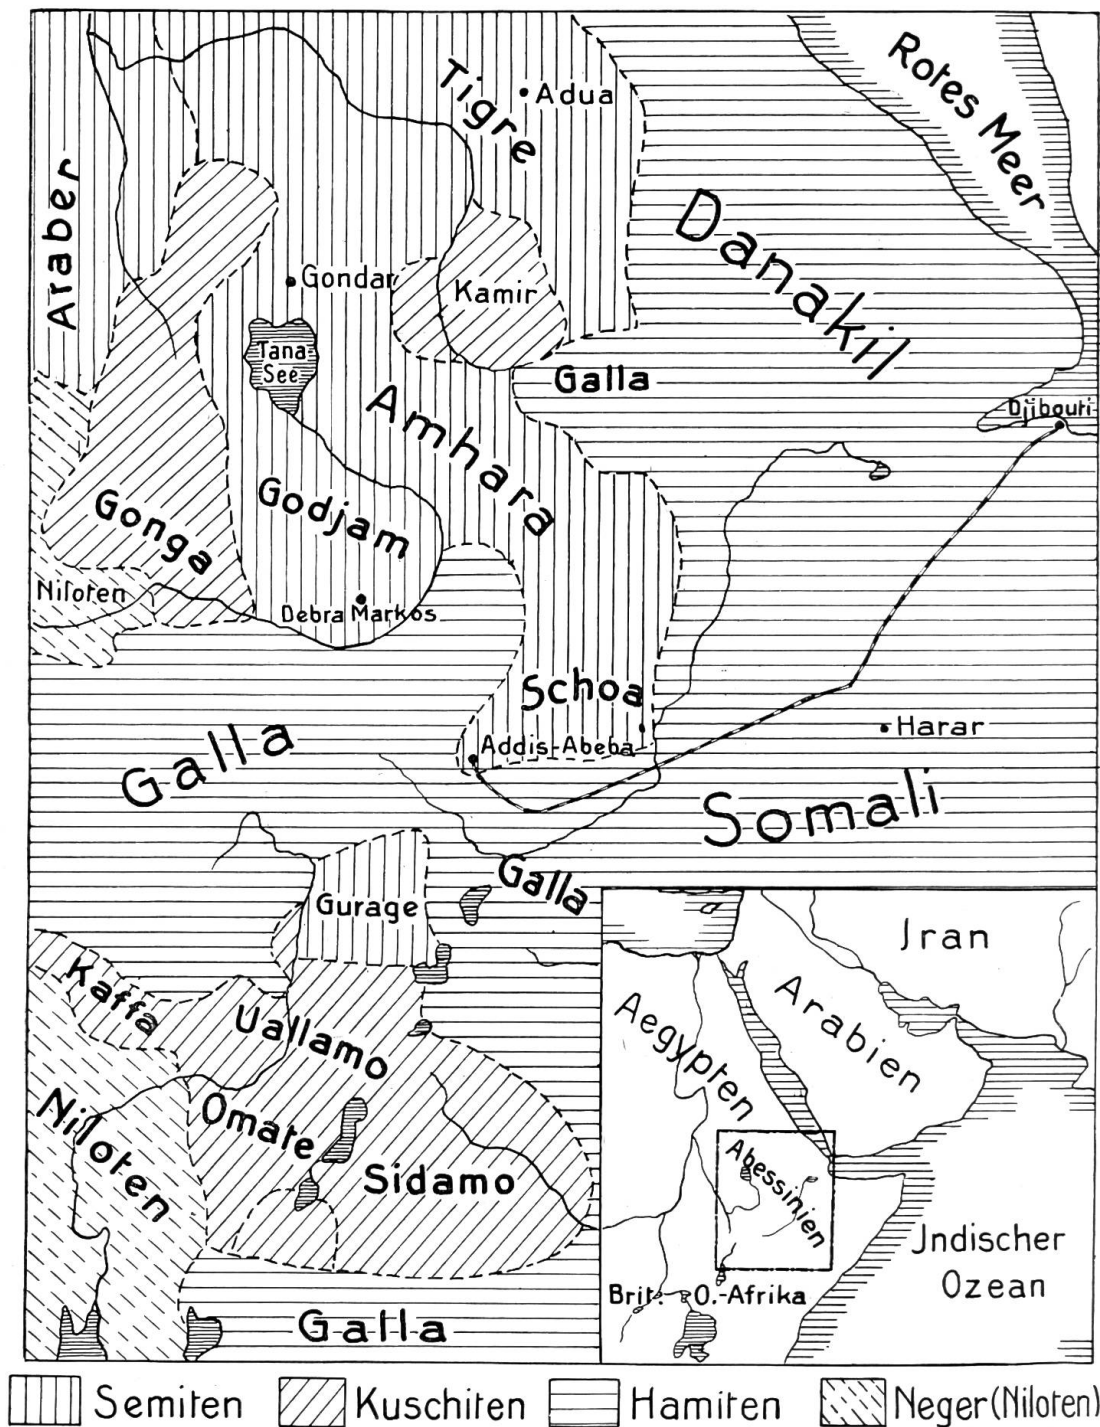 Rotes Meer
Tigre
Adua
Araber
Danakil
Gondar
Kamir
Tana-
See
Galla
Djibouti
Amhara
Godjam
Gonga
Niloten
Debra Markos
Schoa
Addis-Abeba
Harar
Galla
Somali
Galla
Gurage
Kaffa
Uallamo
Omate
Sidamo
Niloten
Galla
Jran
Arabien
Aegypten
Abessinien
Jndischer
Ozean
Brit. O.-Afrika
Semiten
Kuschiten
Hamiten
Neger (Niloten)